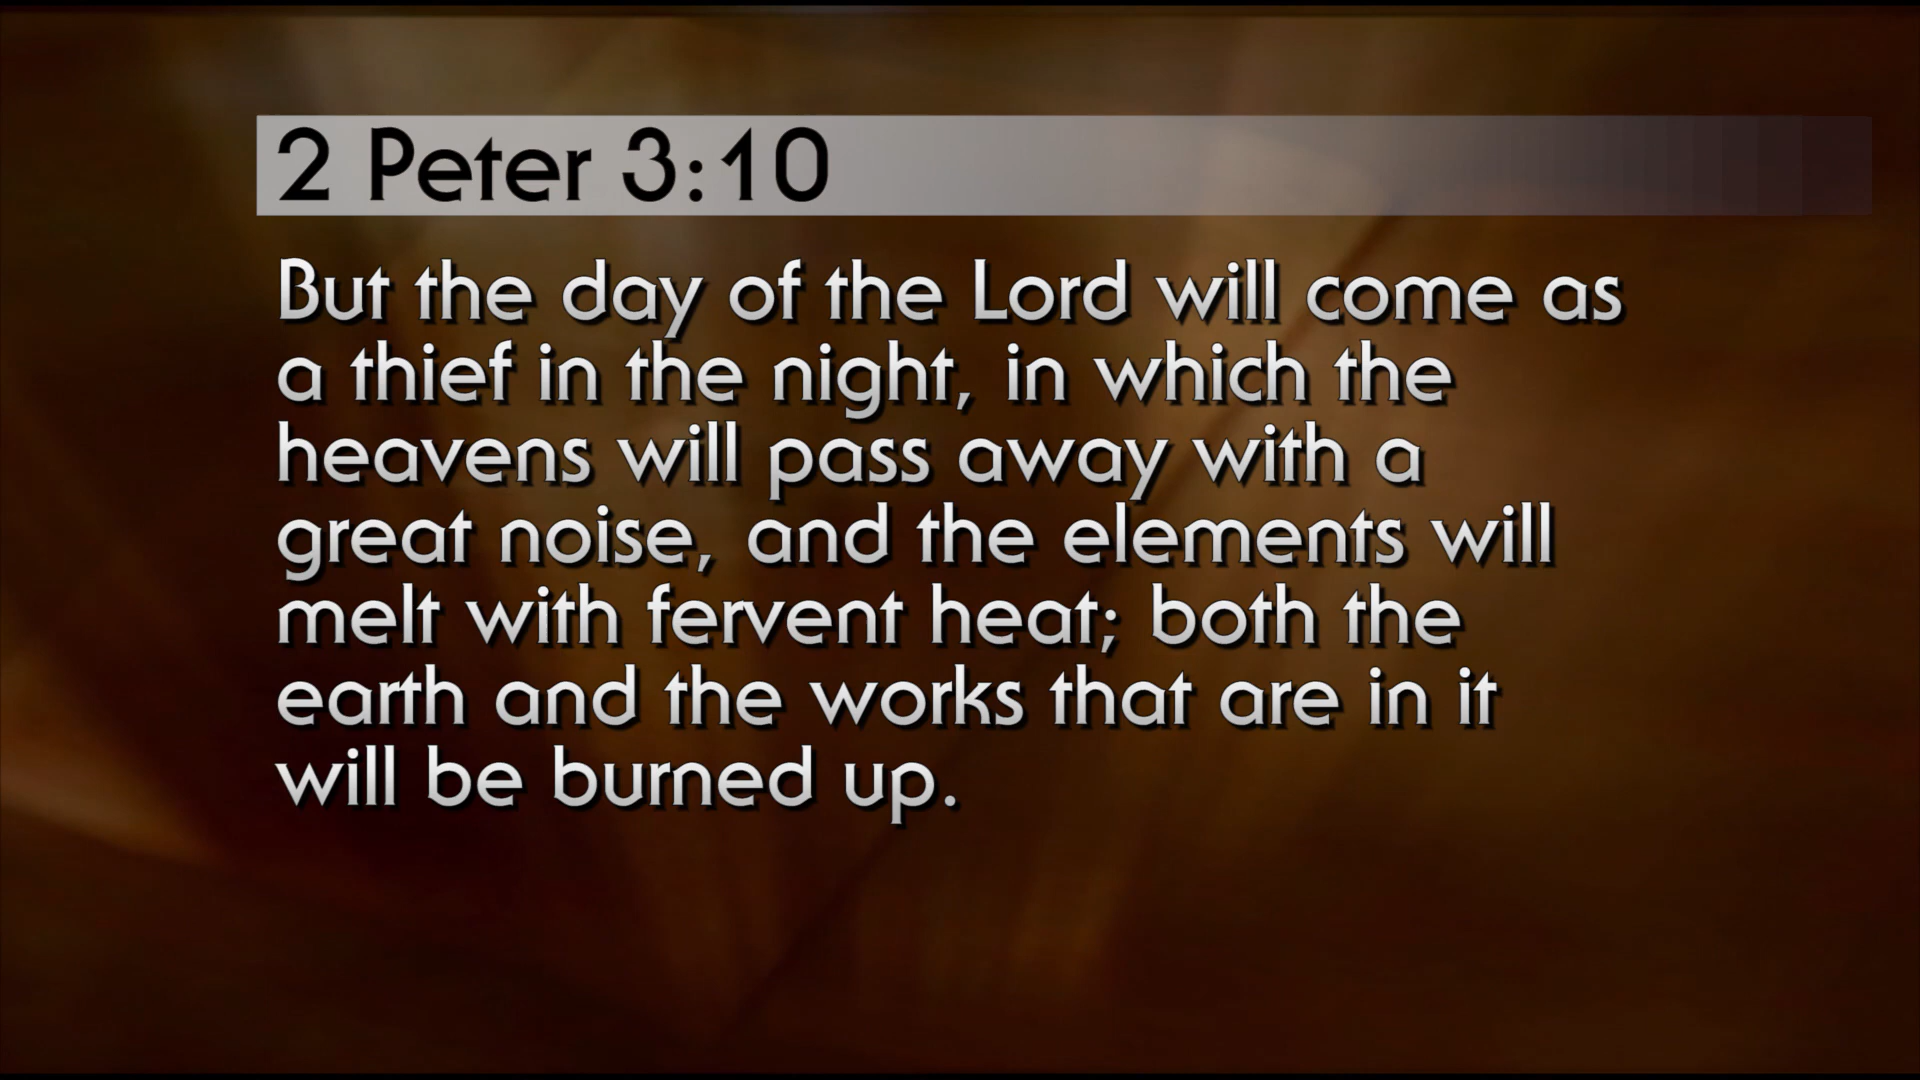 2 Peter 3:10
But the day of the Lord will come as
a thief in the night, in which the
heavens will pass away with a
great noise, and the elements will
melt with fervent heat; both the
earth and the works that are in it
will be burned up.